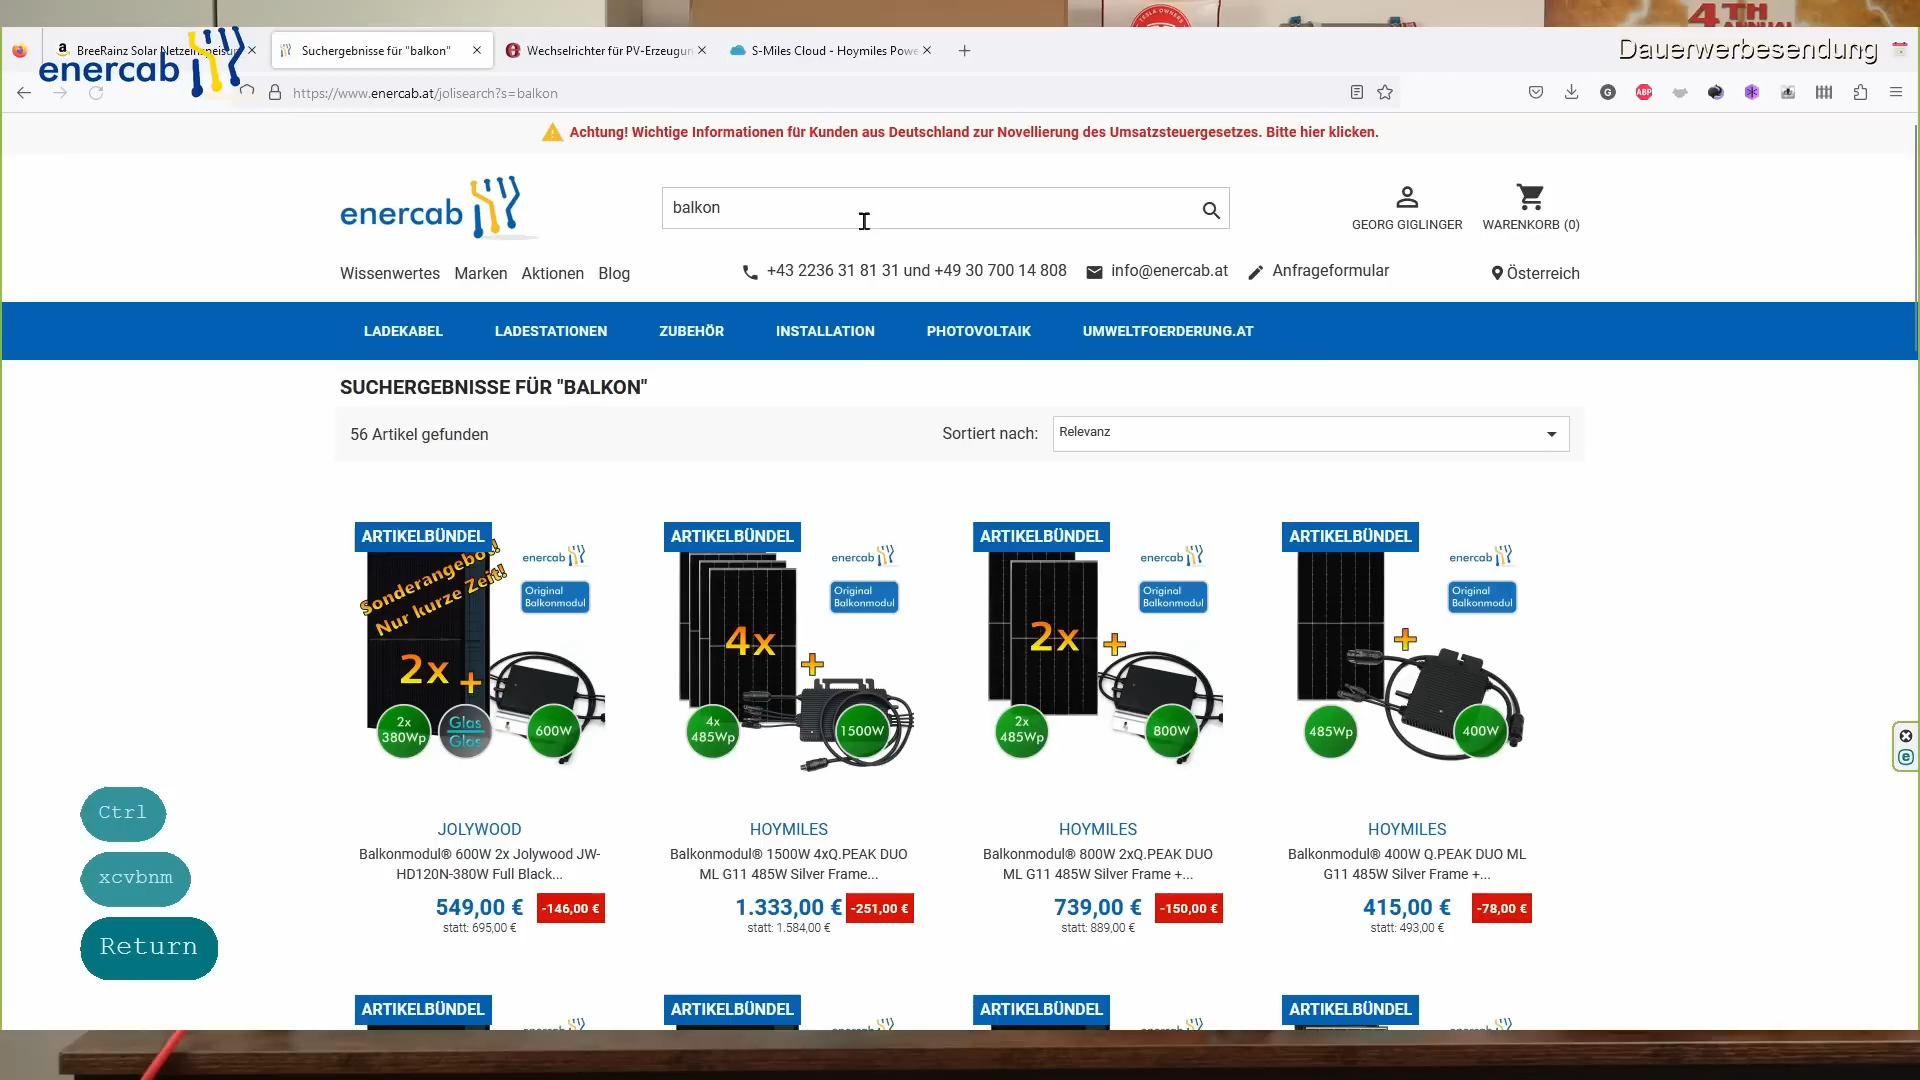 4TH
ANNUAL
TESLA OWNERS
BreeRainz Solar Netzeinspeisu
Suchergebnisse für "balkon"
Wechselrichter für PV-Erzeugun
S-Miles Cloud - Hoymiles Powe
Dauerwerbesendung
enercab
https://www.enercab.at/jolisearch?s=balkon
Achtung! Wichtige Informationen für Kunden aus Deutschland zur Novellierung des Umsatzsteuergesetzes. Bitte hier klicken.
enercab
balkon
GEORG GIGLINGER
WARENKORB (0)
Wissenwertes Marken Aktionen Blog
+43 2236 31 81 31 und +49 30 700 14 808
info@enercab.at
Anfrageformular
Österreich
LADEKABEL LADESTATIONEN ZUBEHÖR INSTALLATION PHOTOVOLTAIK UMWELTFOERDERUNG.AT
SUCHERGEBNISSE FÜR "BALKON"
56 Artikel gefunden
Sortiert nach: Relevanz
ARTIKELBÜNDEL
Sonderangebot!
Nur kurze Zeit!
enercab
Original
Balkonmodul
2x +
2x
380Wp
Glas
Glas
600W
JOLYWOOD
Balkonmodul® 600W 2x Jolywood JW-
HD120N-380W Full Black...
549,00 € -146,00 €
statt: 695,00 €
ARTIKELBÜNDEL
enercab
Original
Balkonmodul
4x
+
4x
485Wp
1500W
HOYMILES
Balkonmodul® 1500W 4xQ.PEAK DUO
ML G11 485W Silver Frame...
1.333,00 € -251,00 €
statt: 1.584,00 €
ARTIKELBÜNDEL
enercab
Original
Balkonmodul
2x
+
2x
485Wp
800W
HOYMILES
Balkonmodul® 800W 2xQ.PEAK DUO
ML G11 485W Silver Frame +...
739,00 € -150,00 €
statt: 889,00 €
ARTIKELBÜNDEL
enercab
Original
Balkonmodul
+
485Wp
400W
HOYMILES
Balkonmodul® 400W Q.PEAK DUO ML
G11 485W Silver Frame +...
415,00 € -78,00 €
statt: 493,00 €
ARTIKELBÜNDEL
ARTIKELBÜNDEL
ARTIKELBÜNDEL
ARTIKELBÜNDEL
Ctrl
xcvbnm
Return
ABP